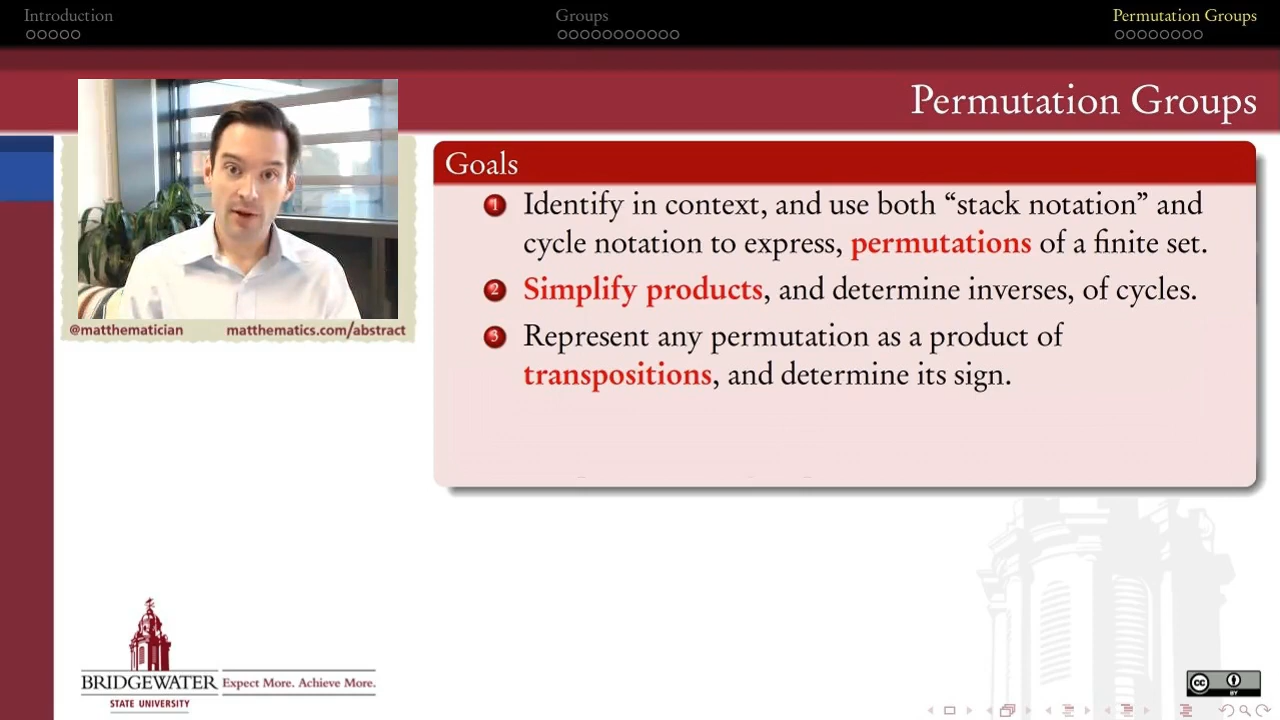 Introduction
Groups
Permutation Groups
Permutation Groups
@matthematician
matthematics.com/abstract
Goals
1 Identify in context, and use both “stack notation” and
cycle notation to express, permutations of a finite set.
2 Simplify products, and determine inverses, of cycles.
3 Represent any permutation as a product of
transpositions, and determine its sign.
BRIDGEWATER
STATE UNIVERSITY
Expect More. Achieve More.
CC
BY